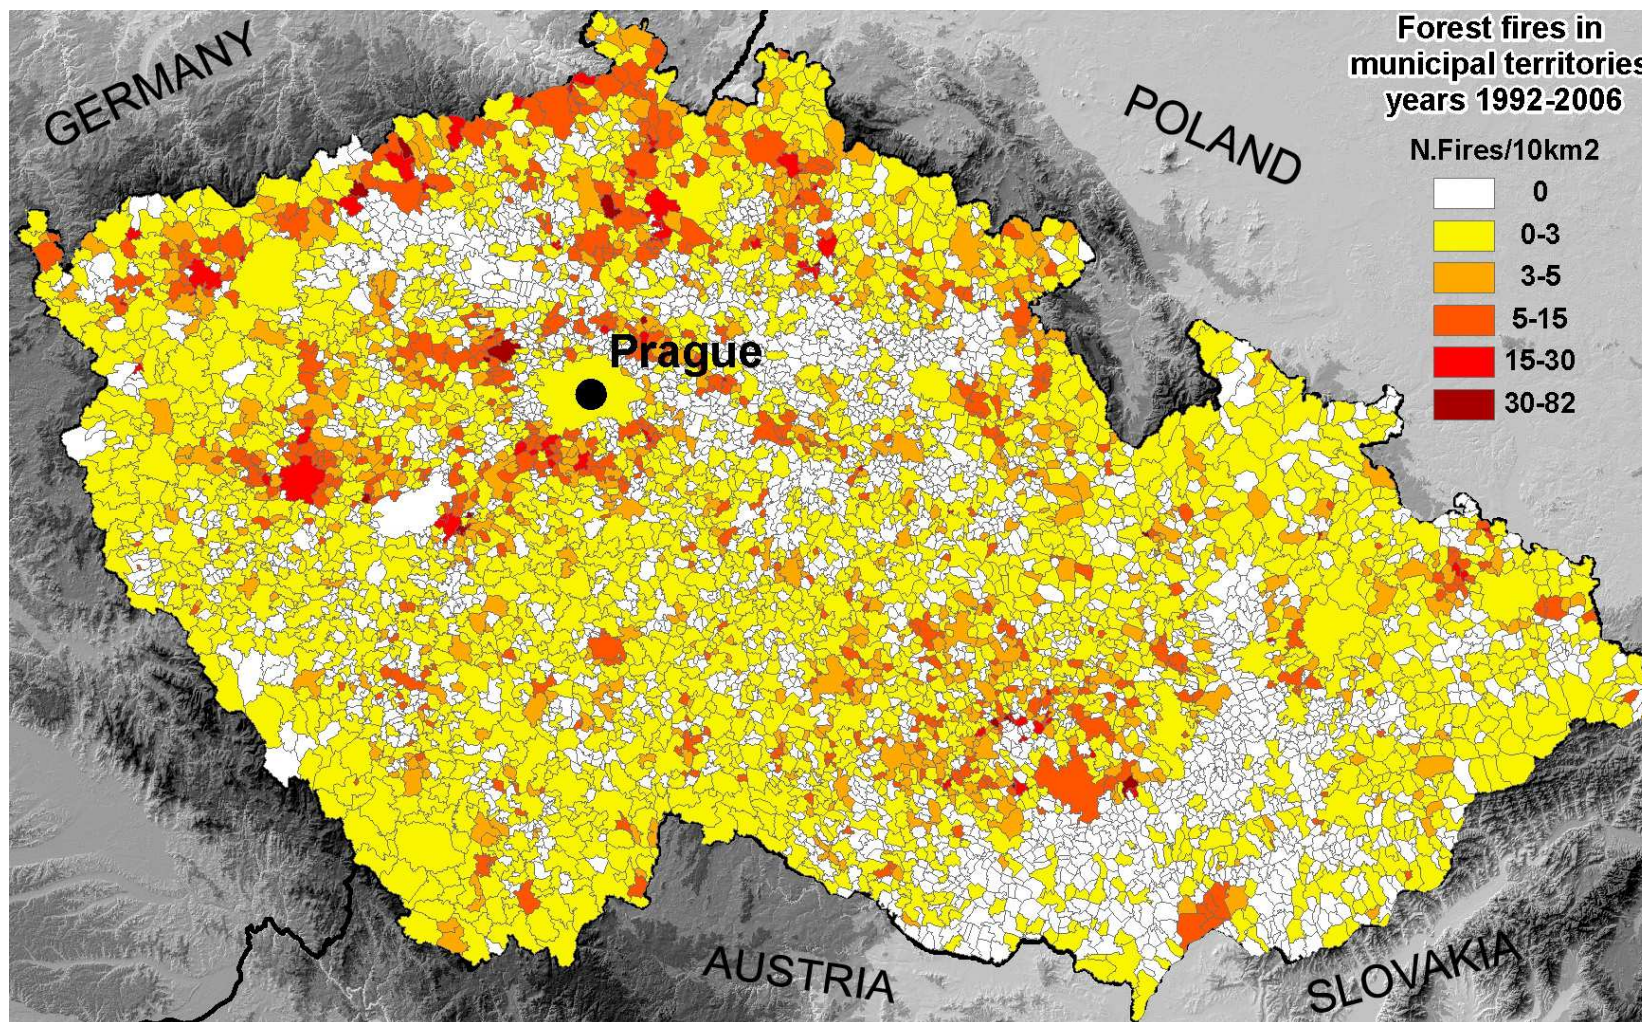 Forest fires in
municipal territories
years 1992-2006
N.Fires/10km2
0
0-3
3-5
5-15
15-30
30-82
GERMANY
POLAND
Prague
AUSTRIA
SLOVAKIA